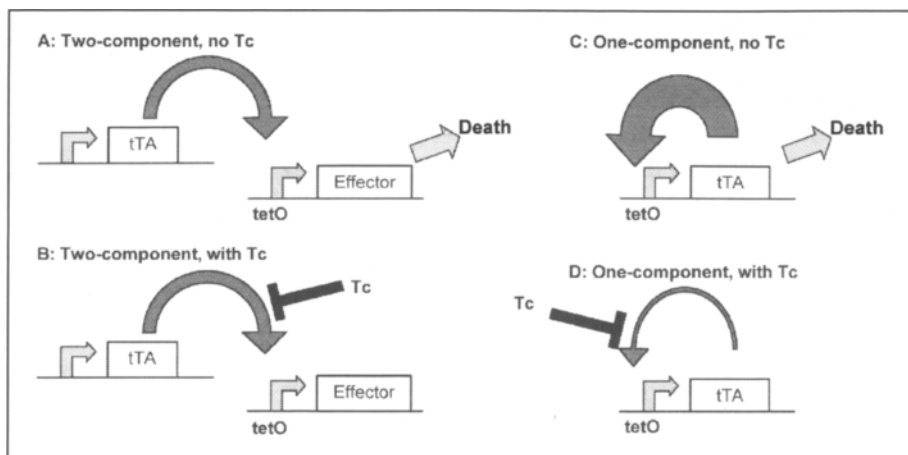 A: Two-component, no Tc
tTA
Death
Effector
tetO
B: Two-component, with Tc
Tc
tTA
Effector
tetO
C: One-component, no Tc
Death
tTA
tetO
D: One-component, with Tc
Tc
tTA
tetO